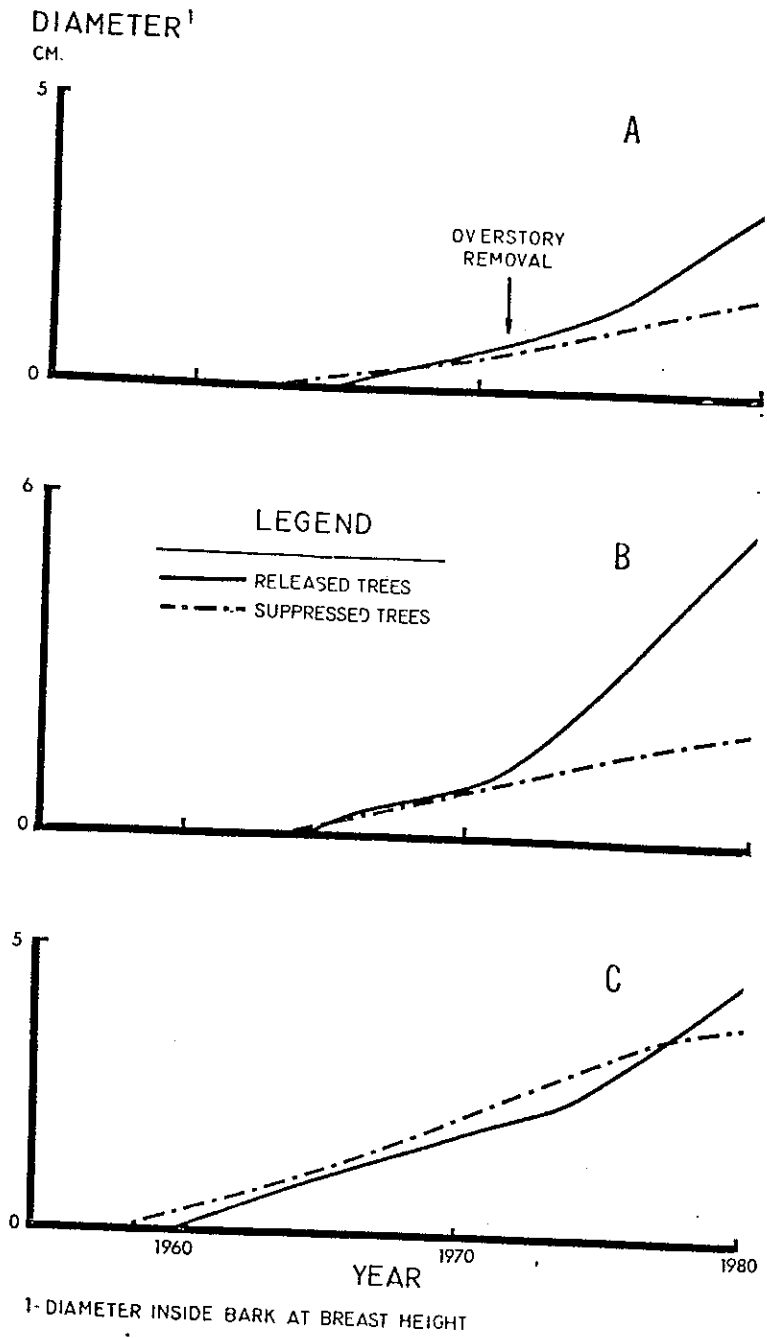 DIAMETER¹
CM.
5
A
OVERSTORY
REMOVAL
0
6
LEGEND
B
RELEASED TREES
SUPPRESSED TREES
0
5
C
0
1960
1970
1980
YEAR
1- DIAMETER INSIDE BARK AT BREAST HEIGHT